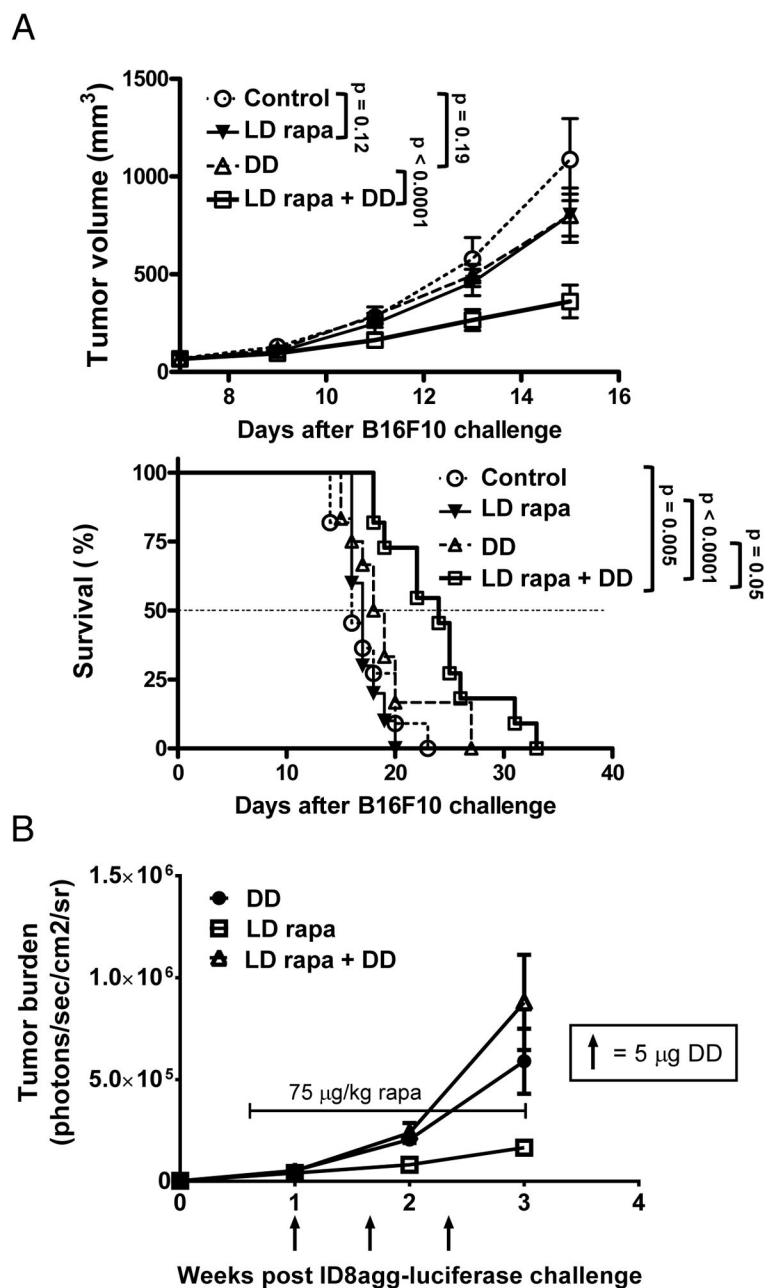 A
Tumor volume (mm³)
1500
1000
500
0
Control
LD rapa
DD
LD rapa + DD
p = 0.12
p < 0.0001
p = 0.19
8
10
12
14
16
Days after B16F10 challenge
Survival (%)
100
75
50
25
0
Control
LD rapa
DD
LD rapa + DD
p = 0.005
p < 0.0001
p = 0.05
0
10
20
30
40
Days after B16F10 challenge
B
Tumor burden
(photons/sec/cm2/sr)
1.5×10⁶
1.0×10⁶
5.0×10⁵
0
DD
LD rapa
LD rapa + DD
75 µg/kg rapa
= 5 µg DD
0
1
2
3
4
Weeks post ID8agg-luciferase challenge